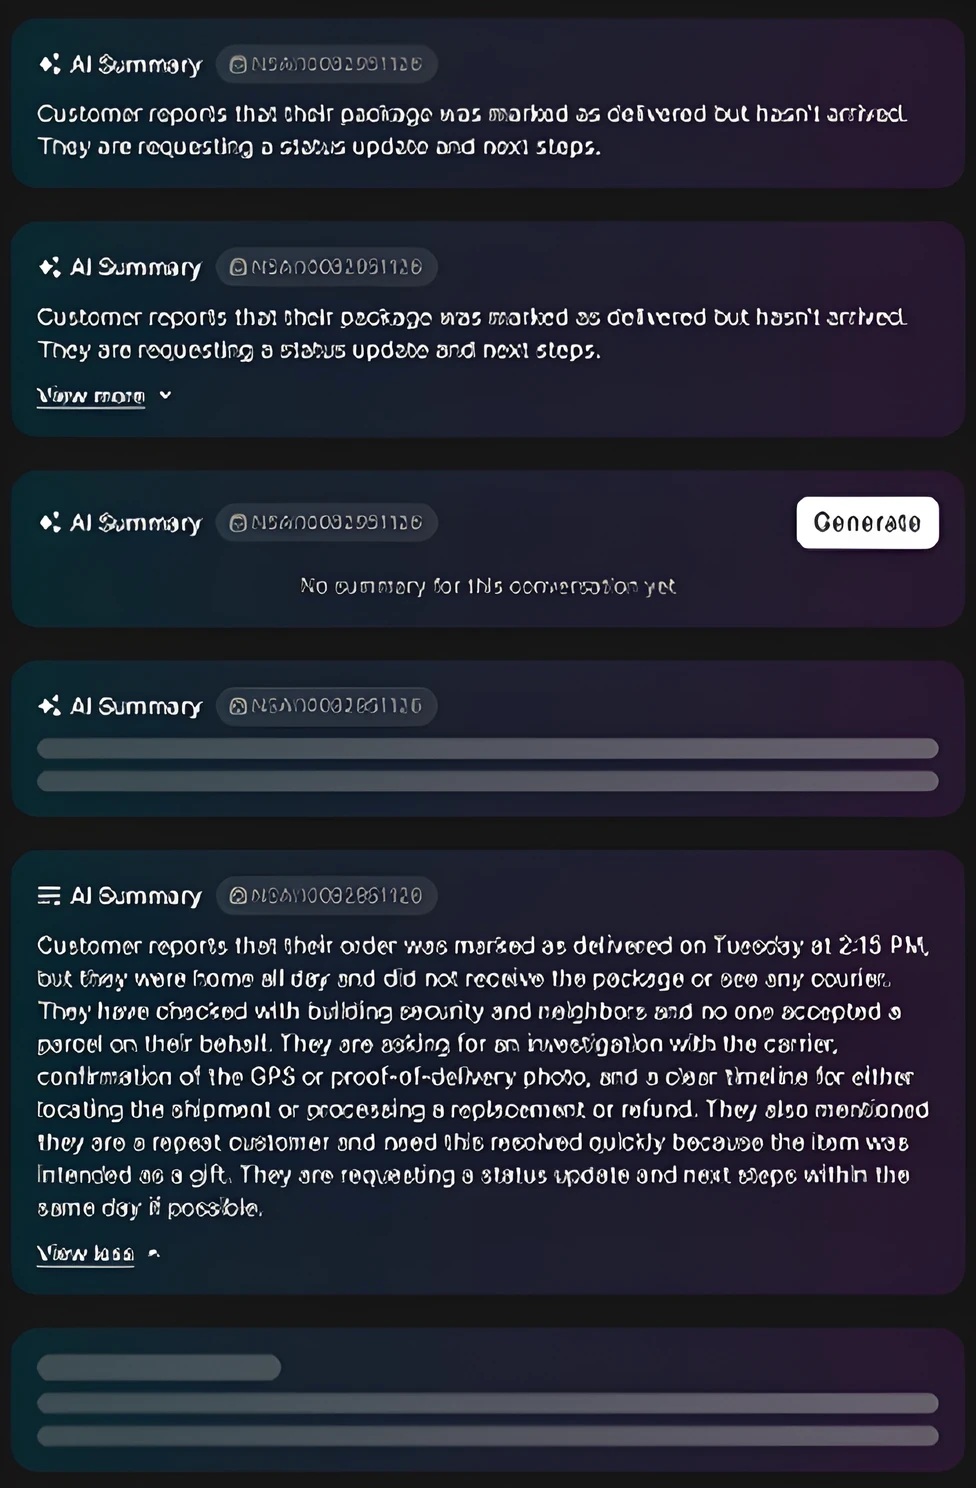 AI Summary
Customer reports that their package was marked as delivered but hasn't arrived.
They are requesting a status update and next steps.
AI Summary
Customer reports that their package was marked as delivered but hasn't arrived.
They are requesting a status update and next steps.
View more
AI Summary
Generate
No summary for this conversation yet
AI Summary
AI Summary
Customer reports that their order was marked as delivered on Tuesday at 2:15 PM,
but they were home all day and did not receive the package or see any courier.
They have checked with building security and neighbors and no one accepted a
parcel on their behalf. They are asking for an investigation with the carrier,
confirmation of the GPS or proof-of-delivery photo, and a clear timeline for either
locating the shipment or processing a replacement or refund. They also mentioned
they are a repeat customer and need this resolved quickly because the item was
intended as a gift. They are requesting a status update and next steps within the
same day if possible.
View less